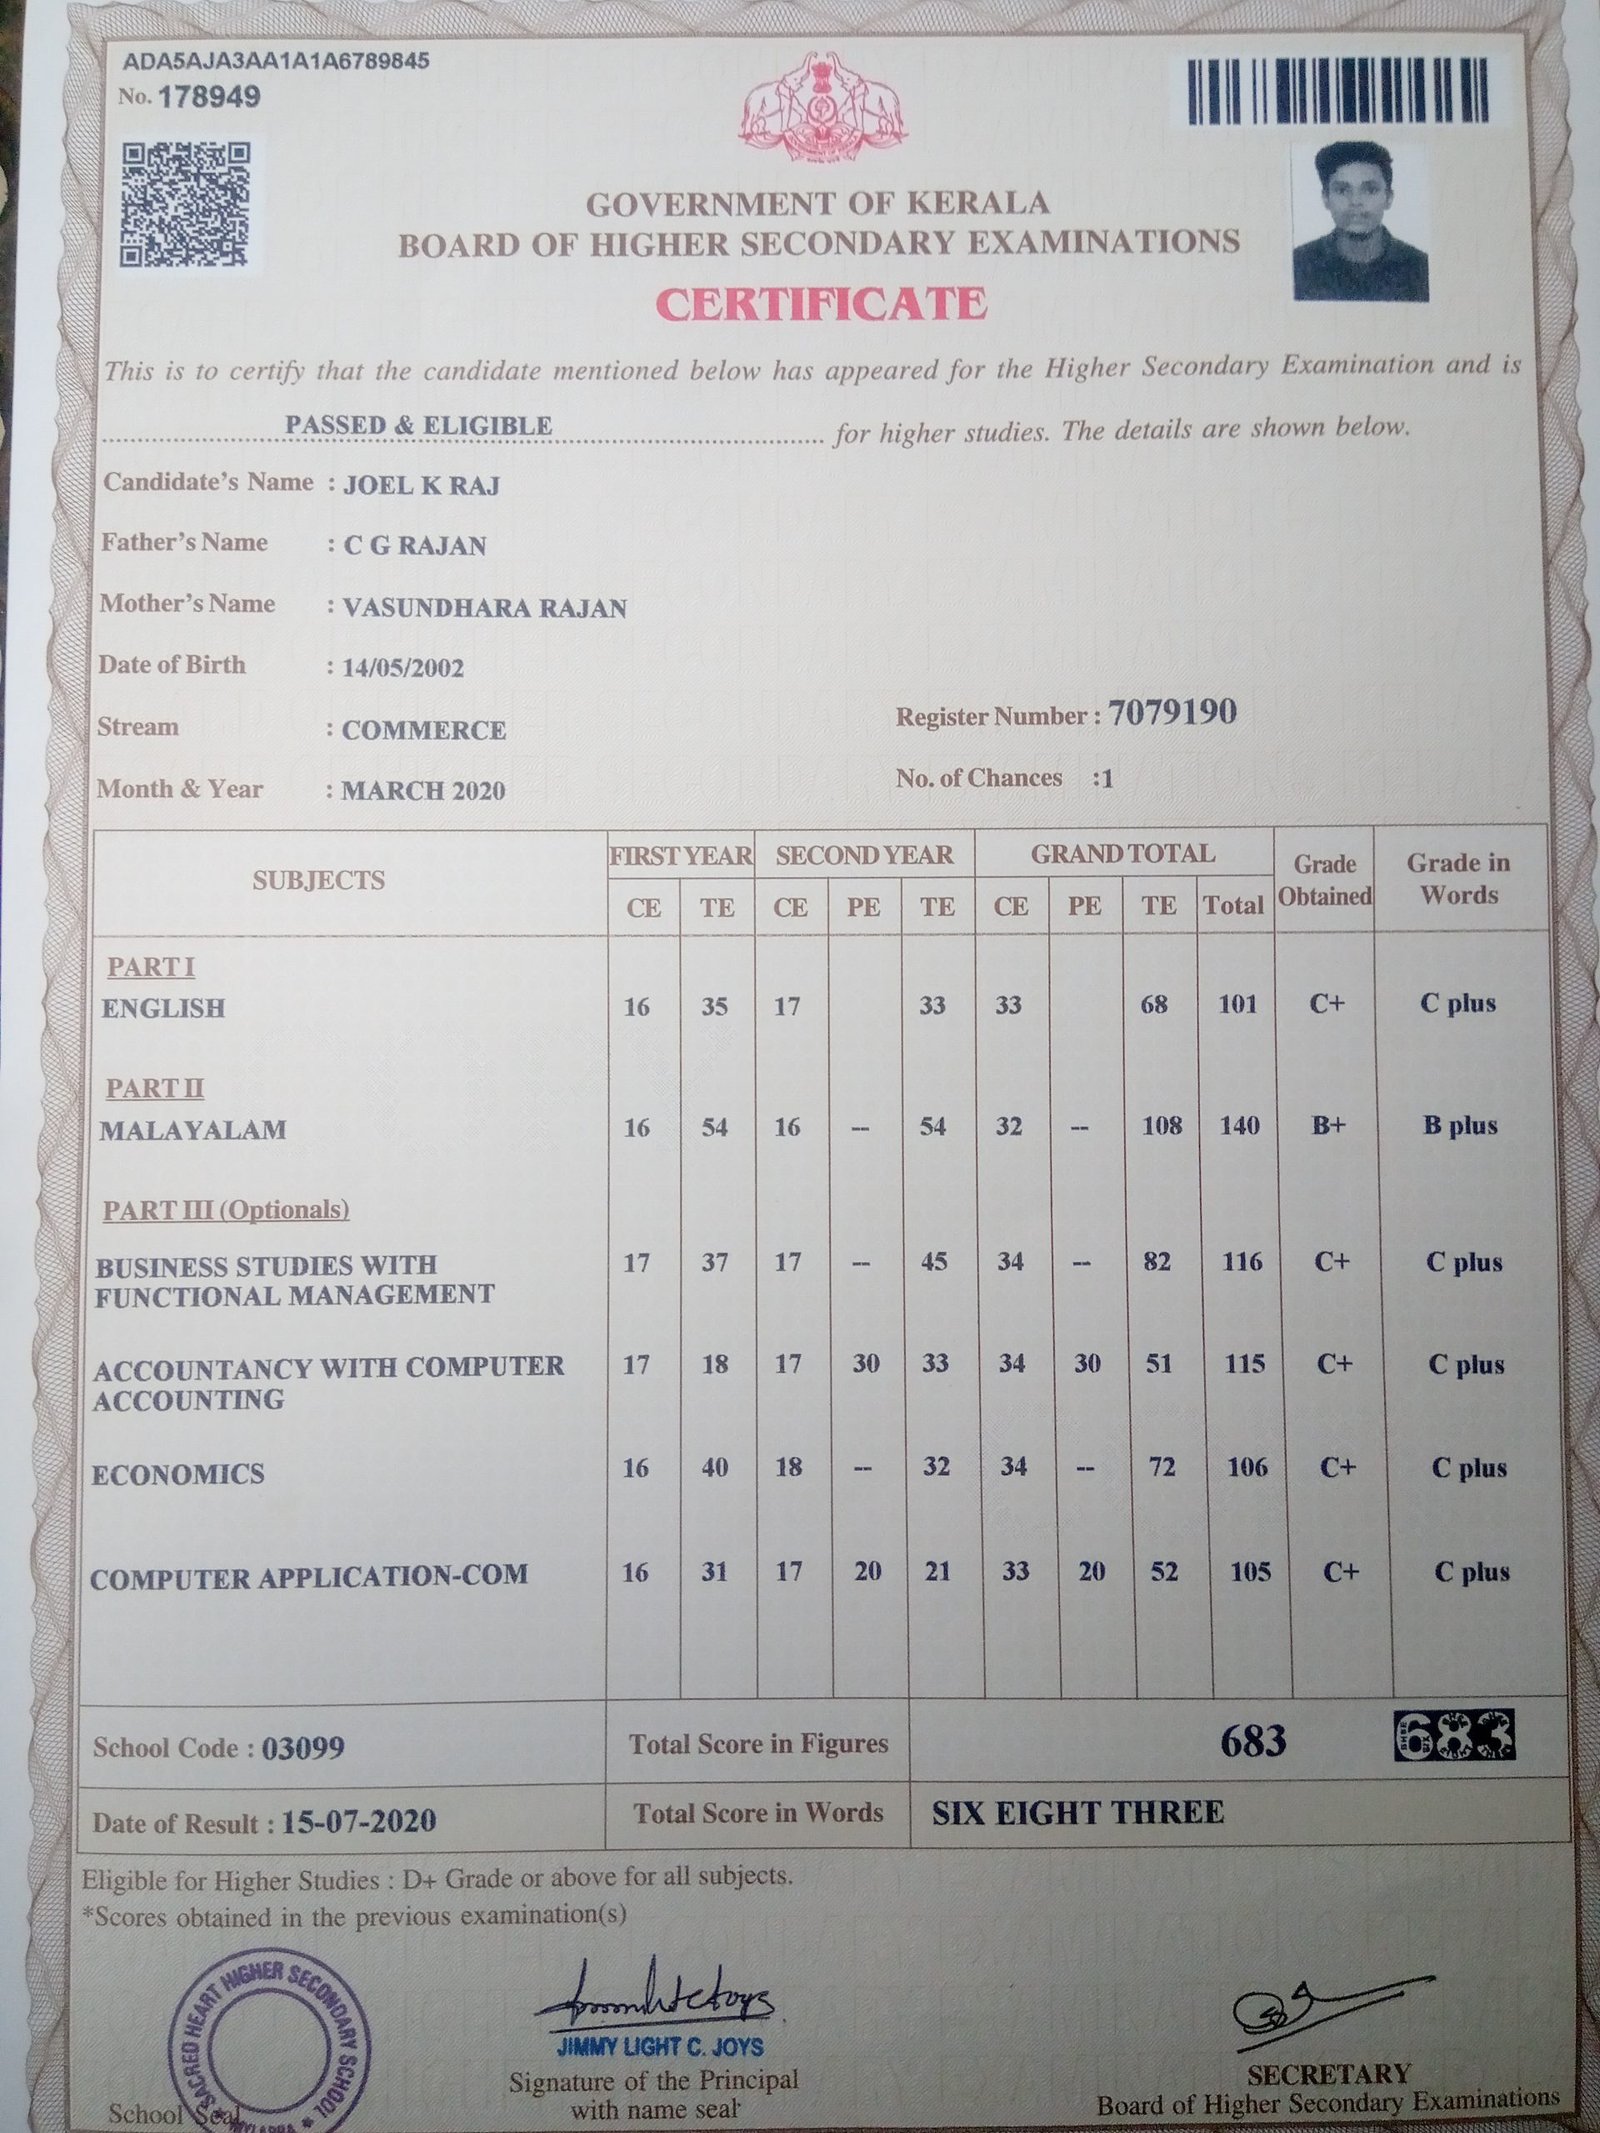 ADA5AJA3AA1A1A6789845
No. 178949
GOVERNMENT OF KERALA
BOARD OF HIGHER SECONDARY EXAMINATIONS
CERTIFICATE
This is to certify that the candidate mentioned below has appeared for the Higher Secondary Examination and is
PASSED & ELIGIBLE for higher studies. The details are shown below.
Candidate's Name : JOEL K RAJ
Father's Name : C G RAJAN
Mother's Name : VASUNDHARA RAJAN
Date of Birth : 14/05/2002
Stream : COMMERCE Register Number : 7079190
Month & Year : MARCH 2020 No. of Chances :1
SUBJECTS FIRST YEAR SECOND YEAR GRAND TOTAL Grade Obtained Grade in Words
CE TE CE PE TE CE PE TE Total
PART I
ENGLISH 16 35 17 33 33 68 101 C+ C plus
PART II
MALAYALAM 16 54 16 -- 54 32 -- 108 140 B+ B plus
PART III (Optionals)
BUSINESS STUDIES WITH 17 37 17 -- 45 34 -- 82 116 C+ C plus
FUNCTIONAL MANAGEMENT
ACCOUNTANCY WITH COMPUTER 17 18 17 30 33 34 30 51 115 C+ C plus
ACCOUNTING
ECONOMICS 16 40 18 -- 32 34 -- 72 106 C+ C plus
COMPUTER APPLICATION-COM 16 31 17 20 21 33 20 52 105 C+ C plus
School Code : 03099 Total Score in Figures 683 683
Date of Result : 15-07-2020 Total Score in Words SIX EIGHT THREE
Eligible for Higher Studies : D+ Grade or above for all subjects.
*Scores obtained in the previous examination(s)
SACRED HEART HIGHER SECONDARY SCHOOL
JIMMY LIGHT C. JOYS
Signature of the Principal
with name seal
School Seal
SECRETARY
Board of Higher Secondary Examinations